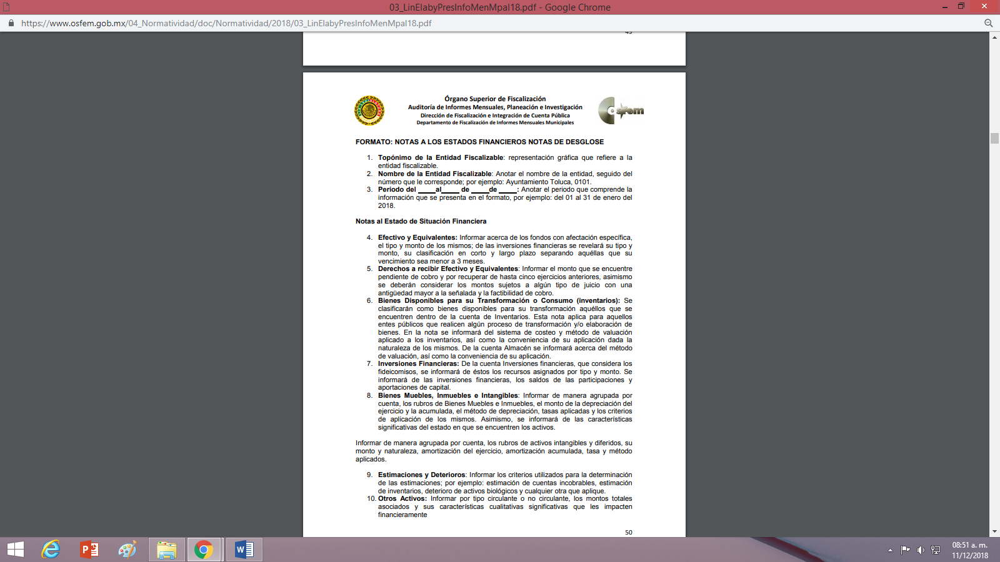 03_LinElabyPresInfoMenMpal18.pdf - Google Chrome
https://www.osfem.gob.mx/04_Normatividad/doc/Normatividad/2018/03_LinElabyPresInfoMenMpal18.pdf
49
Órgano Superior de Fiscalización
Auditoría de Informes Mensuales, Planeación e Investigación
Dirección de Fiscalización e Integración de Cuenta Pública
Departamento de Fiscalización de Informes Mensuales Municipales
osfem
FORMATO: NOTAS A LOS ESTADOS FINANCIEROS NOTAS DE DESGLOSE
1. Topónimo de la Entidad Fiscalizable: representación gráfica que refiere a la
entidad fiscalizable.
2. Nombre de la Entidad Fiscalizable: Anotar el nombre de la entidad, seguido del
número que le corresponde; por ejemplo: Ayuntamiento Toluca, 0101.
3. Periodo del ____al____ de ____de ____: Anotar el periodo que comprende la
información que se presenta en el formato, por ejemplo: del 01 al 31 de enero del
2018.
Notas al Estado de Situación Financiera
4. Efectivo y Equivalentes: Informar acerca de los fondos con afectación específica,
el tipo y monto de los mismos; de las inversiones financieras se revelará su tipo y
monto, su clasificación en corto y largo plazo separando aquéllas que su
vencimiento sea menor a 3 meses.
5. Derechos a recibir Efectivo y Equivalentes: Informar el monto que se encuentre
pendiente de cobro y por recuperar de hasta cinco ejercicios anteriores, asimismo
se deberán considerar los montos sujetos a algún tipo de juicio con una
antigüedad mayor a la señalada y la factibilidad de cobro.
6. Bienes Disponibles para su Transformación o Consumo (inventarios): Se
clasificarán como bienes disponibles para su transformación aquéllos que se
encuentren dentro de la cuenta de Inventarios. Esta nota aplica para aquellos
entes públicos que realicen algún proceso de transformación y/o elaboración de
bienes. En la nota se informará del sistema de costeo y método de valuación
aplicado a los inventarios, así como la conveniencia de su aplicación dada la
naturaleza de los mismos. De la cuenta Almacén se informará acerca del método
de valuación, así como la conveniencia de su aplicación.
7. Inversiones Financieras: De la cuenta Inversiones financieras, que considera los
fideicomisos, se informará de éstos los recursos asignados por tipo y monto. Se
informará de las inversiones financieras, los saldos de las participaciones y
aportaciones de capital.
8. Bienes Muebles, Inmuebles e Intangibles: Informar de manera agrupada por
cuenta, los rubros de Bienes Muebles e Inmuebles, el monto de la depreciación del
ejercicio y la acumulada, el método de depreciación, tasas aplicadas y los criterios
de aplicación de los mismos. Asimismo, se informará de las características
significativas del estado en que se encuentren los activos.
Informar de manera agrupada por cuenta, los rubros de activos intangibles y diferidos, su
monto y naturaleza, amortización del ejercicio, amortización acumulada, tasa y método
aplicados.
9. Estimaciones y Deterioros: Informar los criterios utilizados para la determinación
de las estimaciones; por ejemplo: estimación de cuentas incobrables, estimación
de inventarios, deterioro de activos biológicos y cualquier otra que aplique.
10. Otros Activos: Informar por tipo circulante o no circulante, los montos totales
asociados y sus características cualitativas significativas que les impacten
financieramente
50
08:51 a. m.
11/12/2018